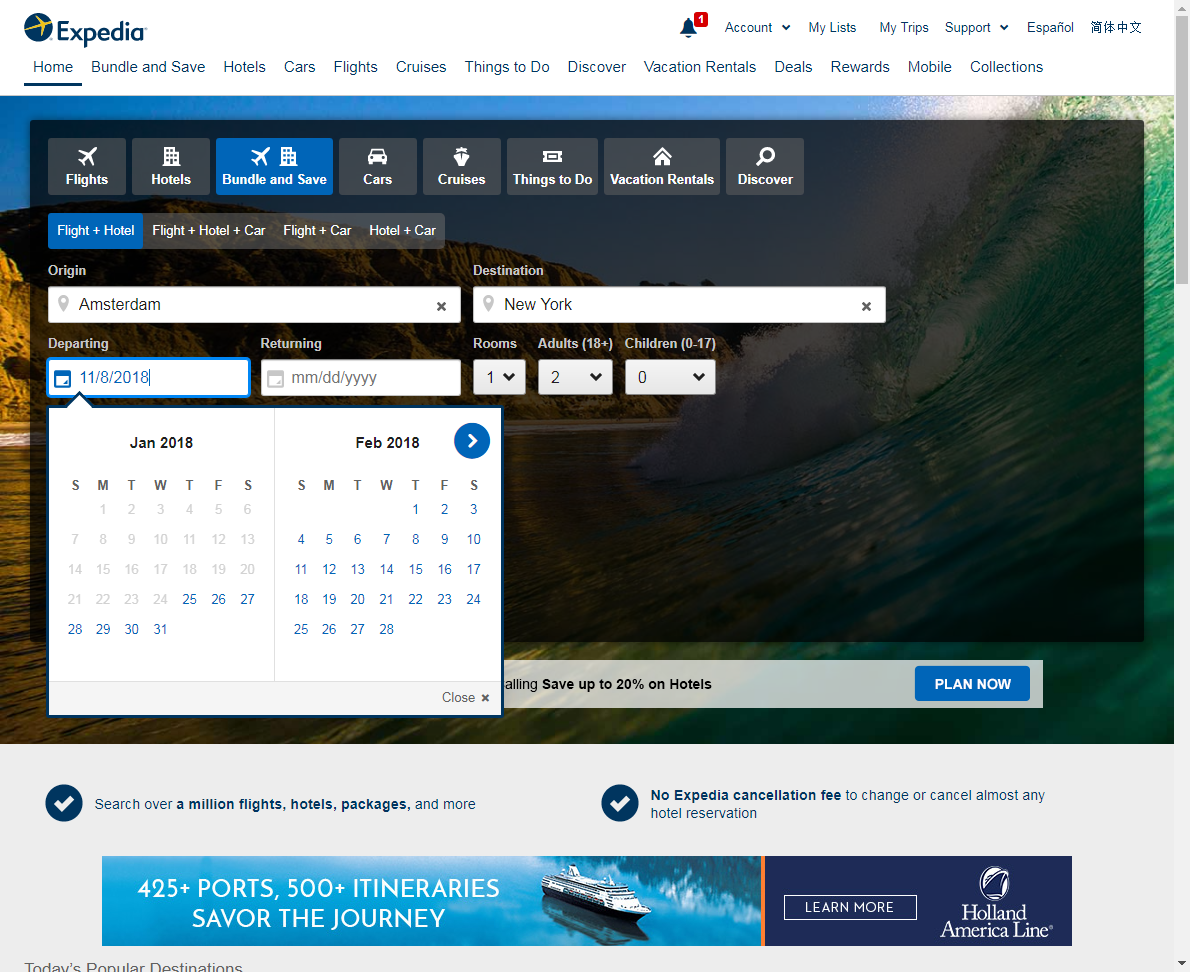 Expedia
1
Account My Lists My Trips Support Español 简体中文
Home Bundle and Save Hotels Cars Flights Cruises Things to Do Discover Vacation Rentals Deals Rewards Mobile Collections
Flights Hotels Bundle and Save Cars Cruises Things to Do Vacation Rentals Discover
Flight + Hotel Flight + Hotel + Car Flight + Car Hotel + Car
Origin Destination
Amsterdam × New York ×
Departing Returning Rooms Adults (18+) Children (0-17)
11/8/2018 mm/dd/yyyy 1 2 0
Jan 2018
S M T W T F S
1 2 3 4 5 6
7 8 9 10 11 12 13
14 15 16 17 18 19 20
21 22 23 24 25 26 27
28 29 30 31
Feb 2018
S M T W T F S
1 2 3
4 5 6 7 8 9 10
11 12 13 14 15 16 17
18 19 20 21 22 23 24
25 26 27 28
Close ×
alling Save up to 20% on Hotels PLAN NOW
Search over a million flights, hotels, packages, and more
No Expedia cancellation fee to change or cancel almost any
hotel reservation
425+ PORTS, 500+ ITINERARIES
SAVOR THE JOURNEY
LEARN MORE
Holland
America Line®
Today's Popular Destinations